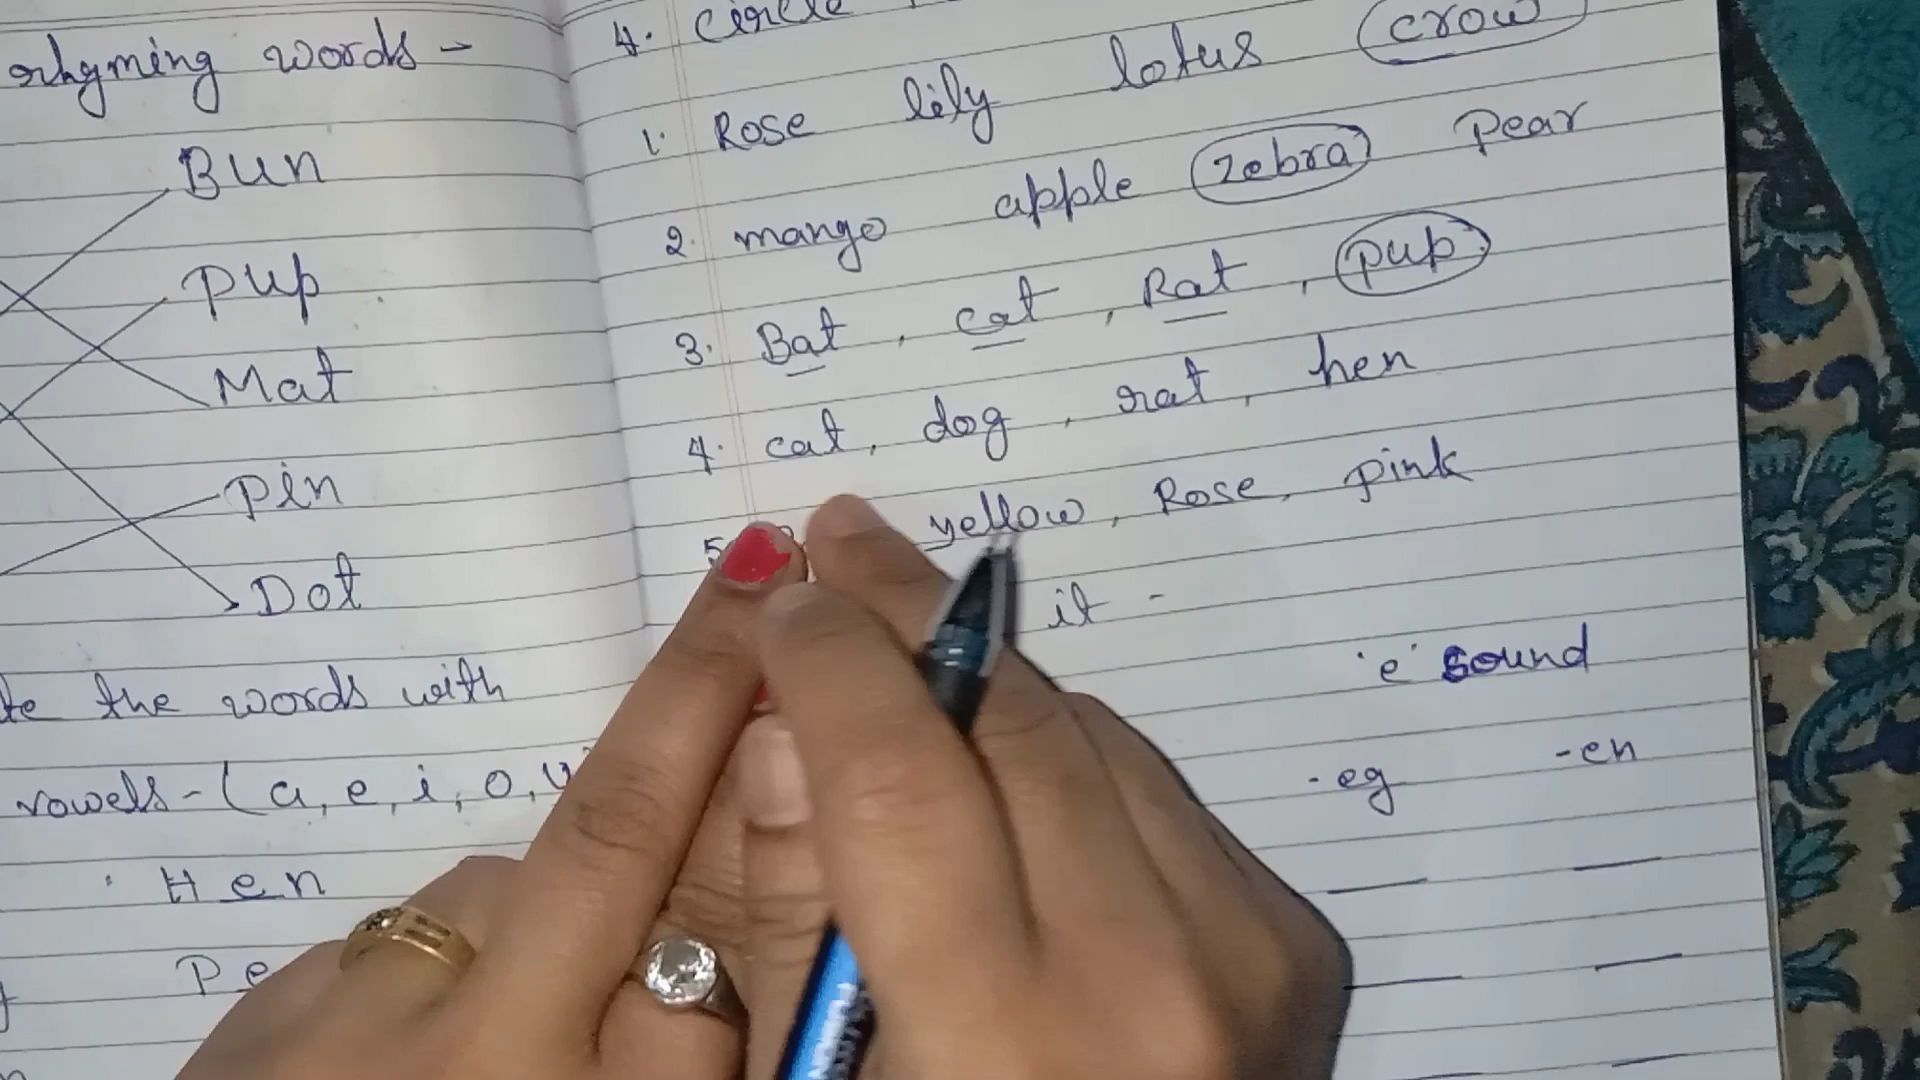 rhyming words -
Bun
Pup
Mat
Pin
Dot
the words with
vowels - ( a, e, i, o, u
Hen
Pe
4. Circle
1. Rose lily lotus crow
2. mango apple zebra pear
3. Bat, cat, Rat, pup
4. cat, dog, rat, hen
5 yellow, Rose, pink
it -
'e' sound
-eg -en